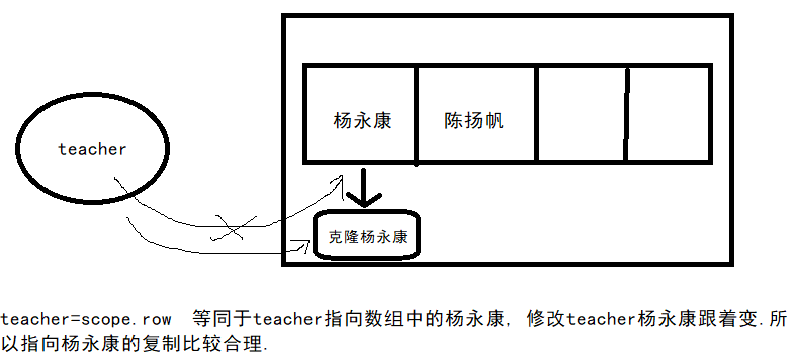 杨永康
陈扬帆
teacher
克隆杨永康
teacher=scope.row 等同于teacher指向数组中的杨永康, 修改teacher杨永康跟着变.所
以指向杨永康的复制比较合理.